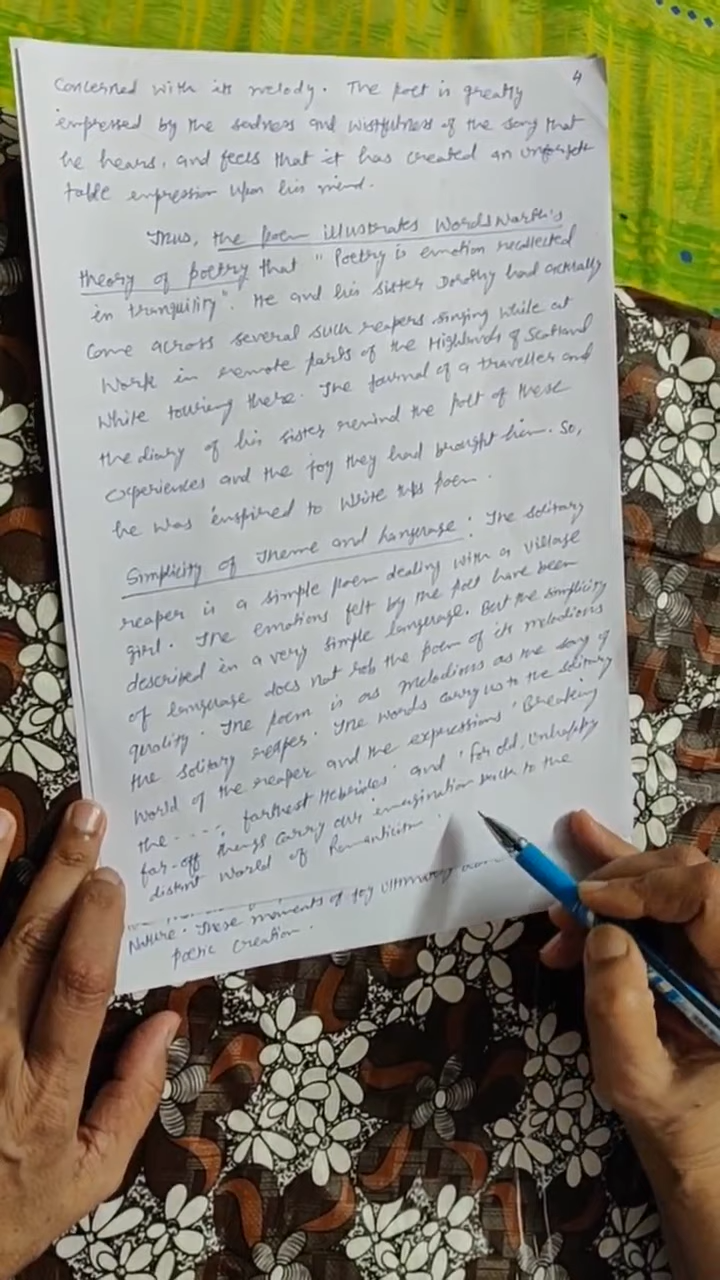 4
Concerned with its melody. The poet is greatly
impressed by the sadness and wistfulness of the song that
he hears, and feels that it has created an unforget-
table expression upon his mind.
Thus, the poem illustrates Wordsworth's
theory of poetry that "Poetry is emotion recollected
in tranquility". He and his sister Dorothy had actually
Come across several such reapers singing while at
Work in remote parts of the Highlands of Scotland
While touring there. The Journal of a traveller and
the diary of his sister remind the poet of these
experiences and the joy they had brought him. So,
he was inspired to write this poem.
Simplicity of Theme and Language: The Solitary
reaper is a simple poem dealing with a village
girl. The emotions felt by the poet have been
described in a very simple language. But the simplicity
of language does not rob the poem of its melodious
quality. The poem is as melodious as the song of
the solitary reaper. The words carry us to the solitary
World of the reaper and the expressions 'Breaking
the ...., farthest Hebrides' and 'for old, unhappy
far-off things carry our imagination back to the
distnt world of Romanticism.
Nature. These moments of joy ultimately
poetic creation.